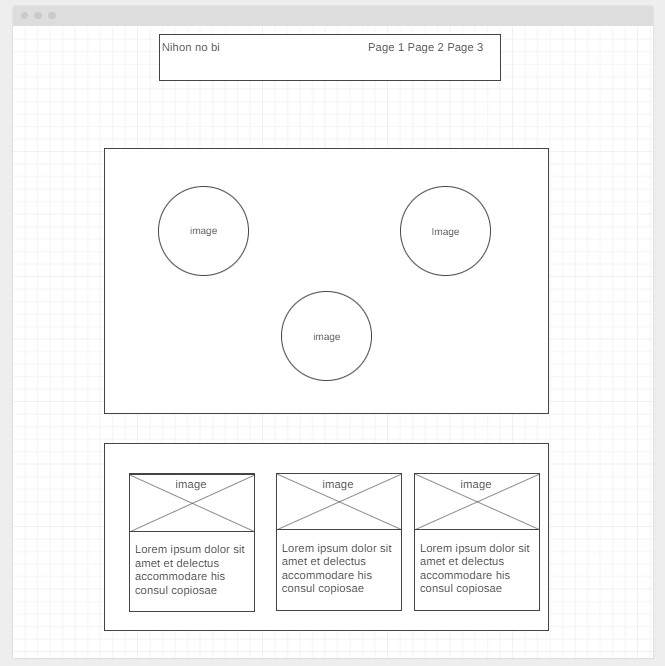 Nihon no bi
Page 1 Page 2 Page 3
image
Image
image
image
image
image
Lorem ipsum dolor sit
amet et delectus
accommodare his
consul copiosae
Lorem ipsum dolor sit
amet et delectus
accommodare his
consul copiosae
Lorem ipsum dolor sit
amet et delectus
accommodare his
consul copiosae